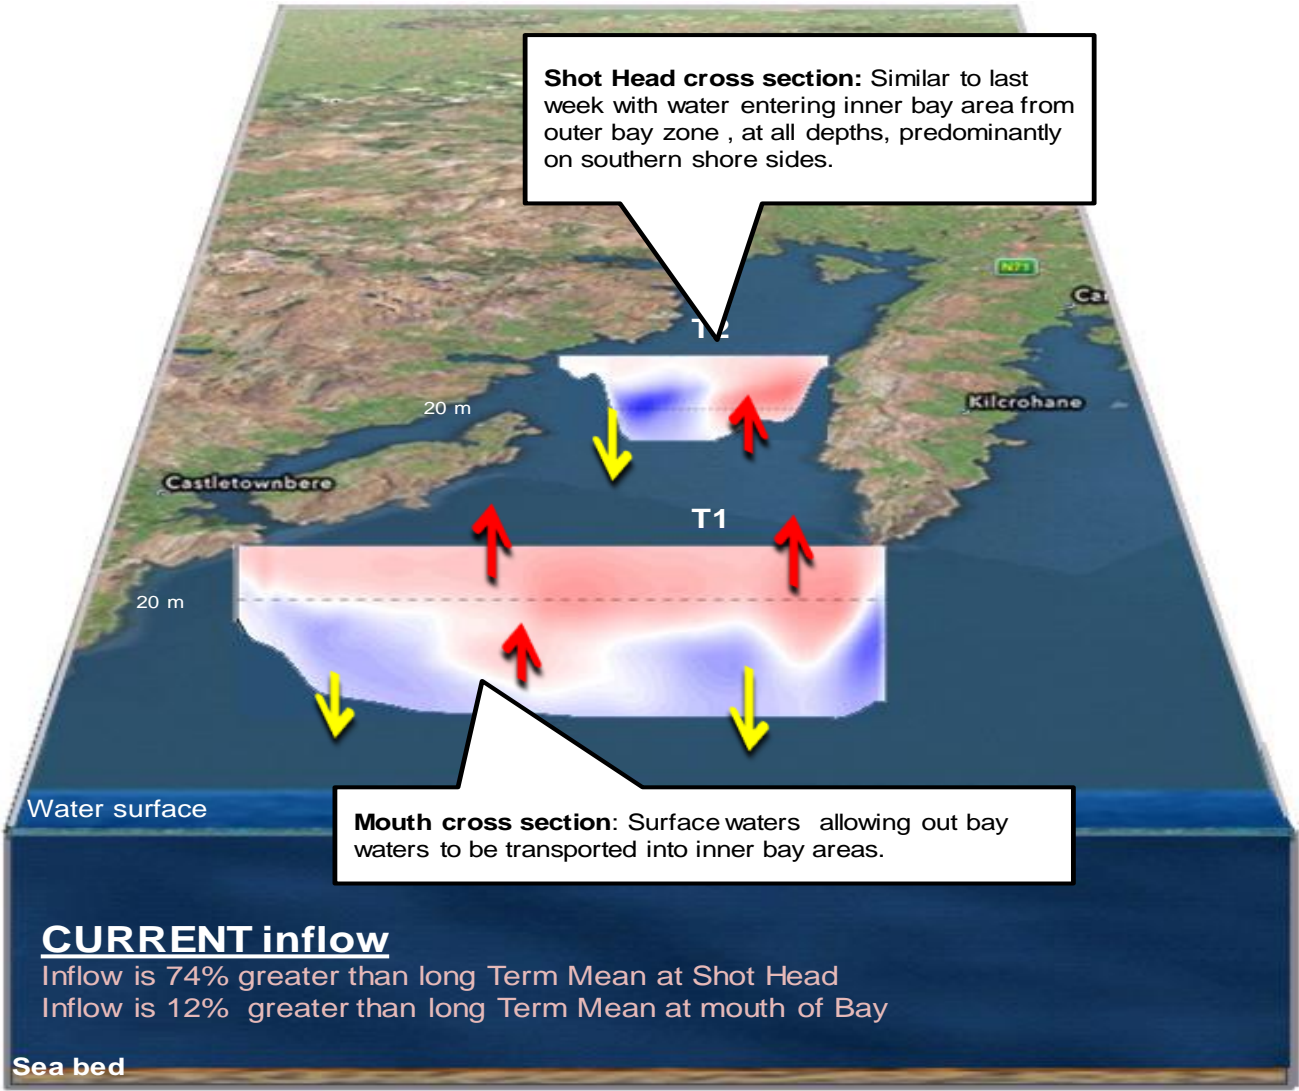 Shot Head cross section: Similar to last
week with water entering inner bay area from
outer bay zone , at all depths, predominantly
on southern shore sides.
N71
T2
20 m
Kilcrohane
Castletownbere
T1
20 m
Water surface
Mouth cross section: Surface waters allowing out bay
waters to be transported into inner bay areas.
CURRENT inflow
Inflow is 74% greater than long Term Mean at Shot Head
Inflow is 12% greater than long Term Mean at mouth of Bay
Sea bed